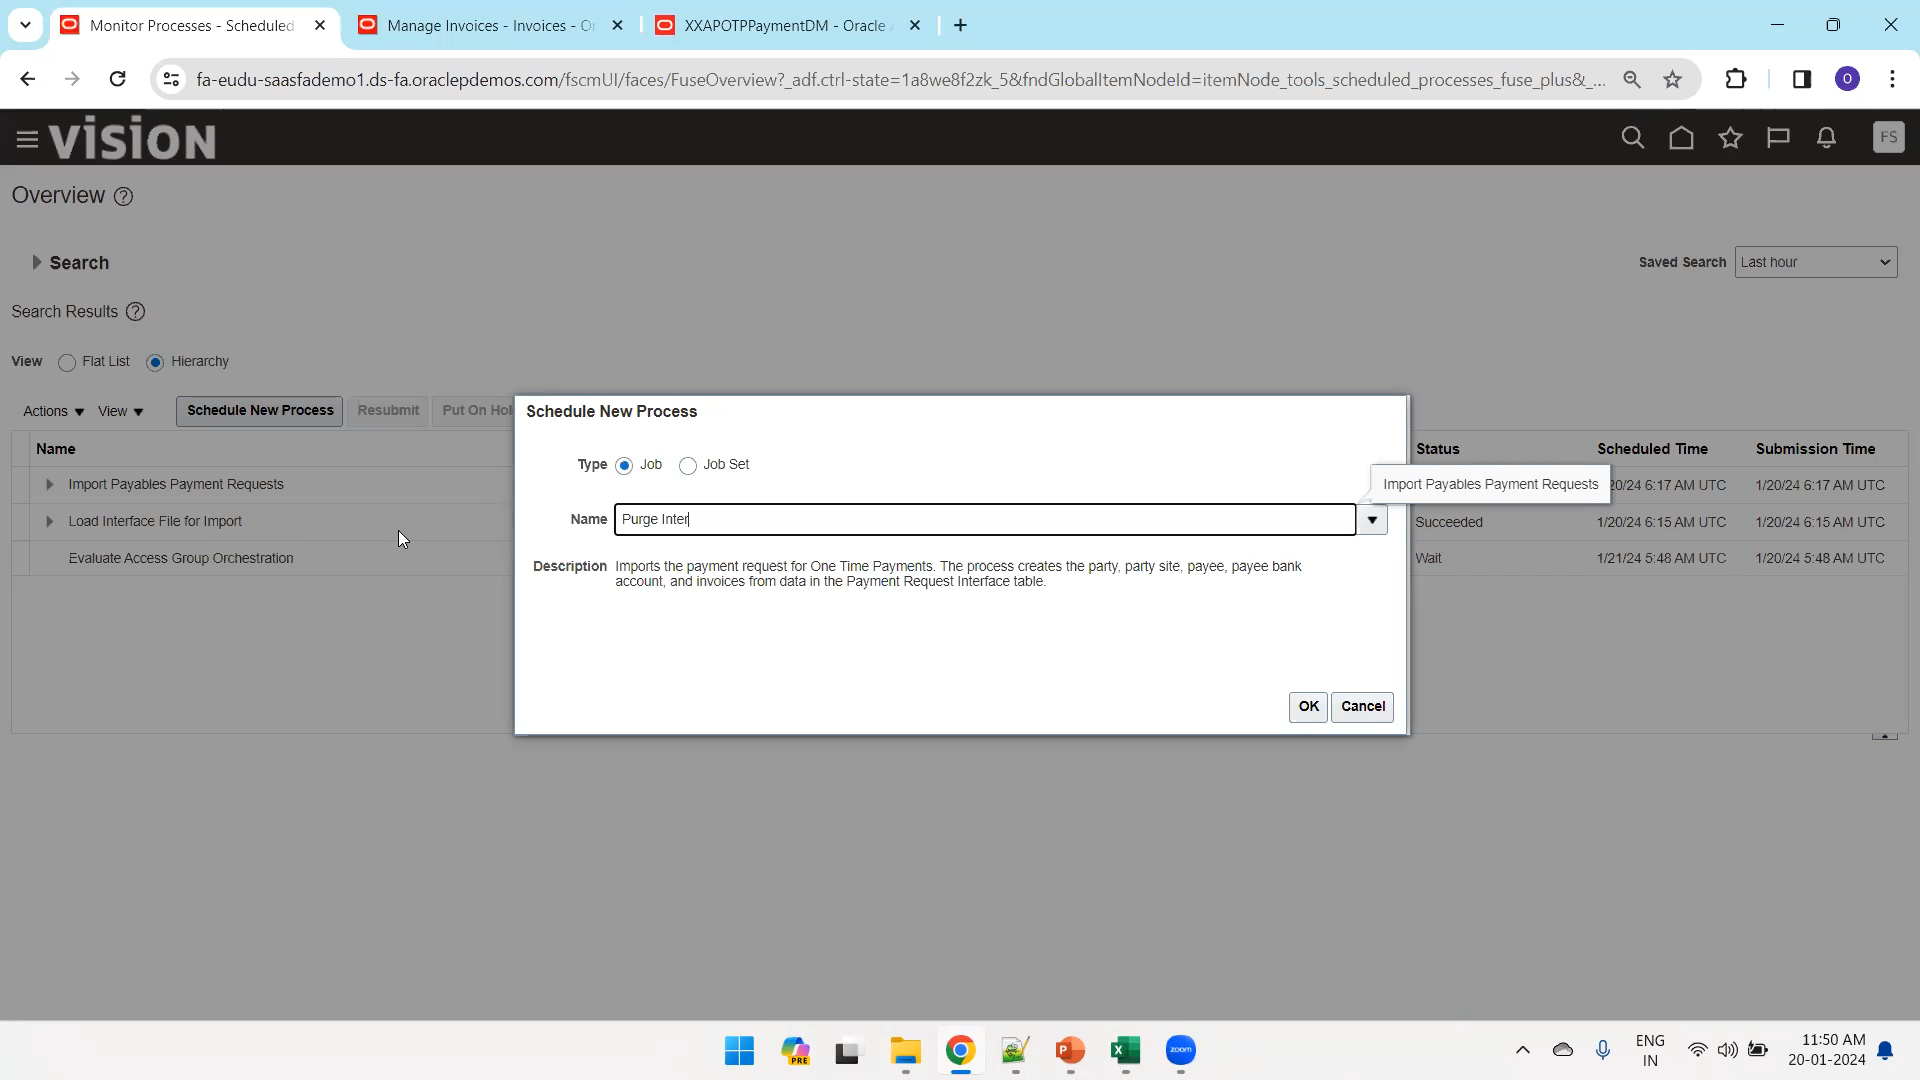 Monitor Processes - Scheduled
Manage Invoices - Invoices - Or
XXAPOTPPaymentDM - Oracle
fa-eudu-saasfademo1.ds-fa.oraclepdemos.com/fscmUI/faces/FuseOverview?_adf.ctrl-state=1a8we8f2zk_5&fndGlobalItemNodeId=itemNode_tools_scheduled_processes_fuse_plus&_...
O
VISION
FS
Overview ?
Search
Saved Search Last hour
Search Results ?
View Flat List Hierarchy
Actions View Schedule New Process Resubmit Put On Hol
Name Status Scheduled Time Submission Time
Import Payables Payment Requests 20/24 6:17 AM UTC 1/20/24 6:17 AM UTC
Load Interface File for Import Succeeded 1/20/24 6:15 AM UTC 1/20/24 6:15 AM UTC
Evaluate Access Group Orchestration Wait 1/21/24 5:48 AM UTC 1/20/24 5:48 AM UTC
Schedule New Process
Type Job Job Set
Import Payables Payment Requests
Name Purge Inter
Description Imports the payment request for One Time Payments. The process creates the party, party site, payee, payee bank
account, and invoices from data in the Payment Request Interface table.
OK Cancel
PRE
P
X
zoom
ENG
IN
11:50 AM
20-01-2024